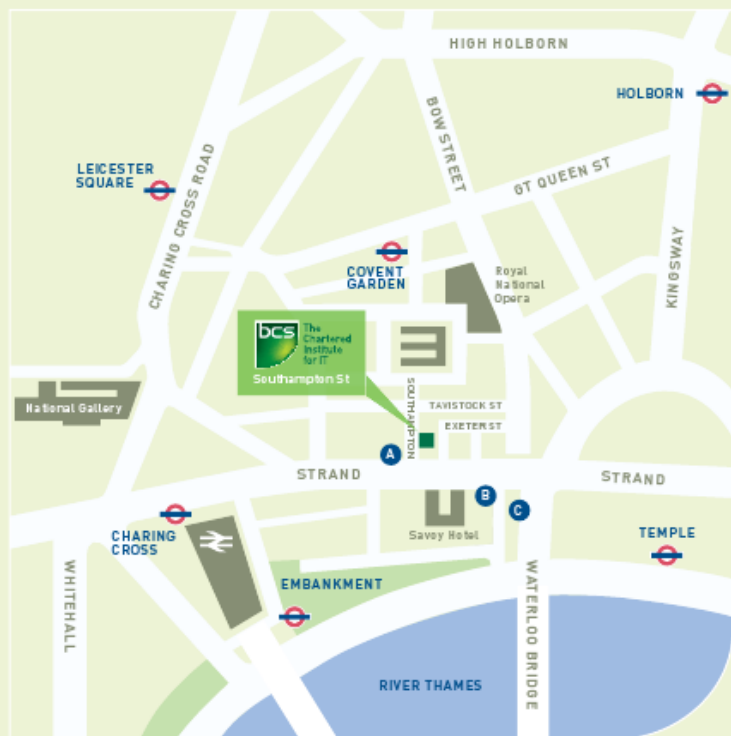 HIGH HOLBORN
HOLBORN
BOW STREET
LEICESTER
SQUARE
CHARING CROSS ROAD
GT QUEEN ST
KINGSWAY
COVENT
GARDEN
Royal
National
Opera
bcs
The
Chartered
Institute
for IT
Southampton St
SOUTHAMPTON
TAVISTOCK ST
EXETER ST
National Gallery
A
STRAND
STRAND
B
C
Savoy Hotel
CHARING
CROSS
TEMPLE
WHITEHALL
EMBANKMENT
WATERLOO BRIDGE
RIVER THAMES